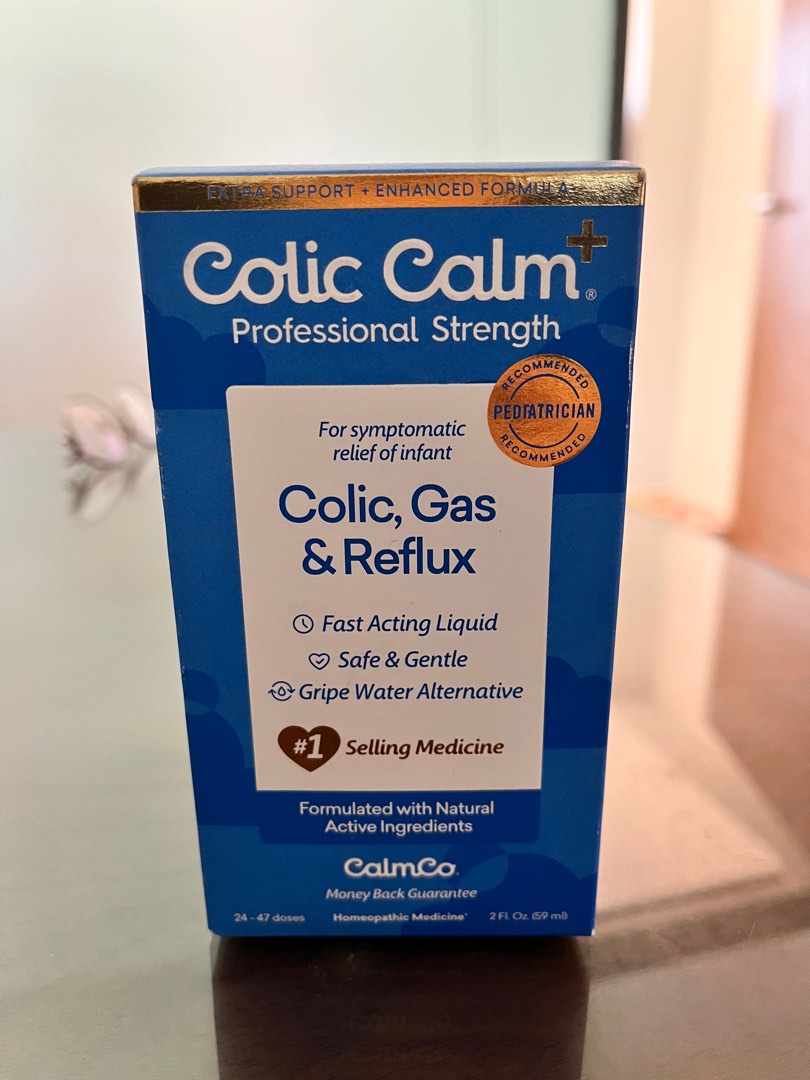 EXTRA SUPPORT + ENHANCED FORMULA
Colic Calm+®
Professional Strength
RECOMMENDED
PEDIATRICIAN
RECOMMENDED
For symptomatic
relief of infant
Colic, Gas
& Reflux
Fast Acting Liquid
Safe & Gentle
Gripe Water Alternative
#1 Selling Medicine
Formulated with Natural
Active Ingredients
CalmCo.
Money Back Guarantee
24 - 47 doses Homeopathic Medicine* 2 Fl. Oz. (59 ml)